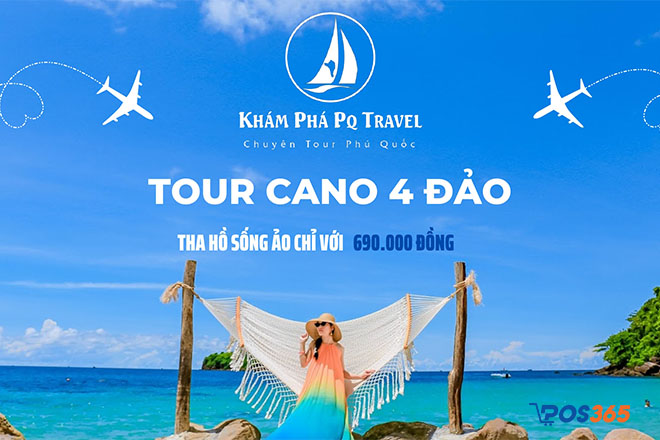 KHÁM PHÁ PQ TRAVEL
Chuyên Tour Phú Quốc
TOUR CANO 4 ĐẢO
THA HỒ SỐNG ẢO CHỈ VỚI 690.000 ĐỒNG
POS365